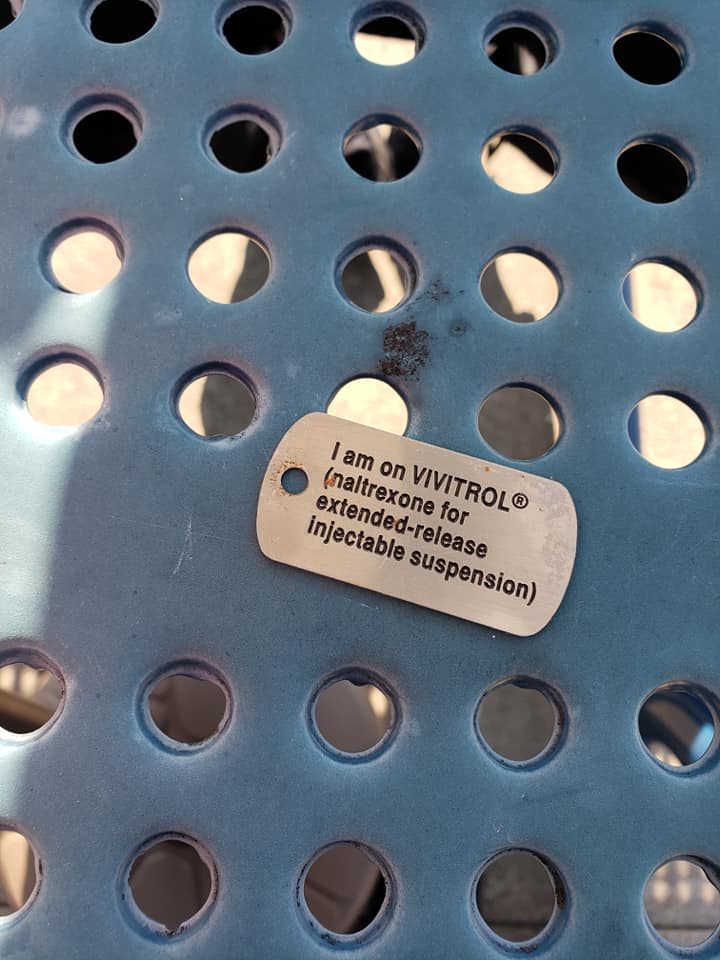 I am on VIVITROL®
(naltrexone for
extended-release
injectable suspension)